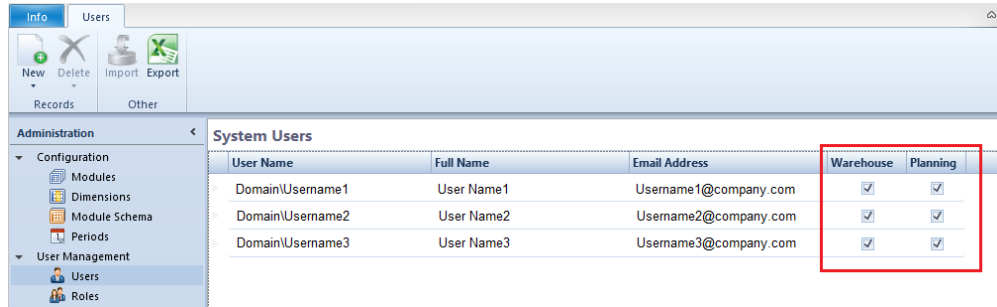 Info Users
New Delete Import Export
Records Other
Administration
Configuration
Modules
Dimensions
Module Schema
Periods
User Management
Users
Roles
System Users
User Name Full Name Email Address Warehouse Planning
Domain\Username1 User Name1 Username1@company.com
Domain\Username2 User Name2 Username2@company.com
Domain\Username3 User Name3 Username3@company.com